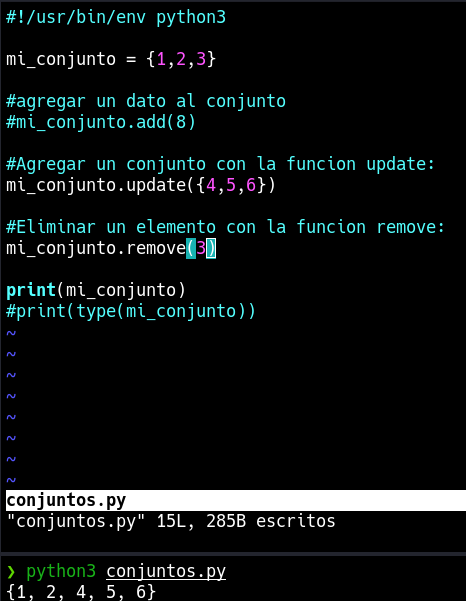 #!/usr/bin/env python3
mi_conjunto = {1,2,3}
#agregar un dato al conjunto
#mi_conjunto.add(8)
#Agregar un conjunto con la funcion update:
mi_conjunto.update({4,5,6})
#Eliminar un elemento con la funcion remove:
mi_conjunto.remove(3)
print(mi_conjunto)
#print(type(mi_conjunto))
~
~
~
~
~
~
~
~
conjuntos.py
"conjuntos.py" 15L, 285B escritos
❯ python3 conjuntos.py
{1, 2, 4, 5, 6}